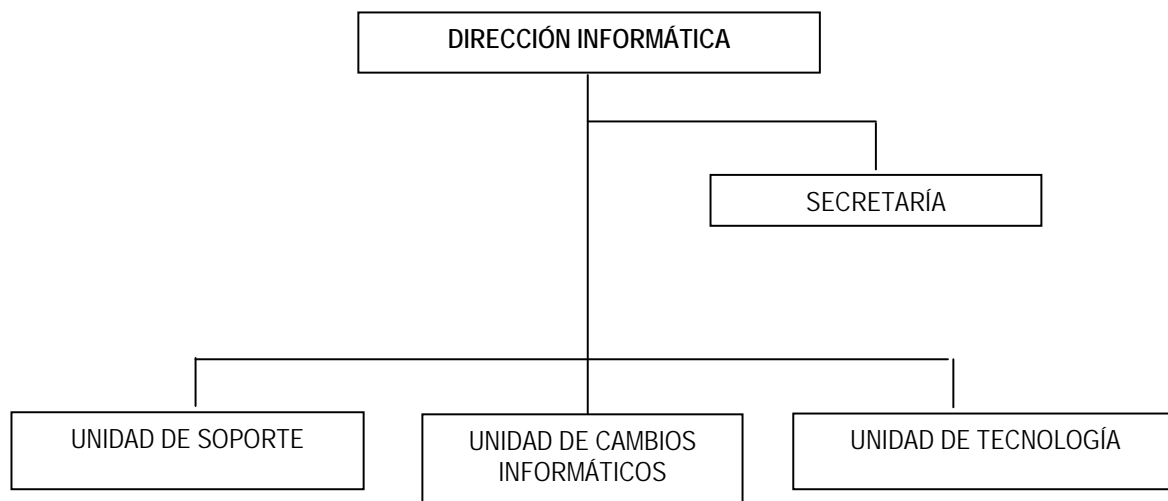 DIRECCIÓN INFORMÁTICA
SECRETARÍA
UNIDAD DE SOPORTE
UNIDAD DE CAMBIOS
INFORMÁTICOS
UNIDAD DE TECNOLOGÍA